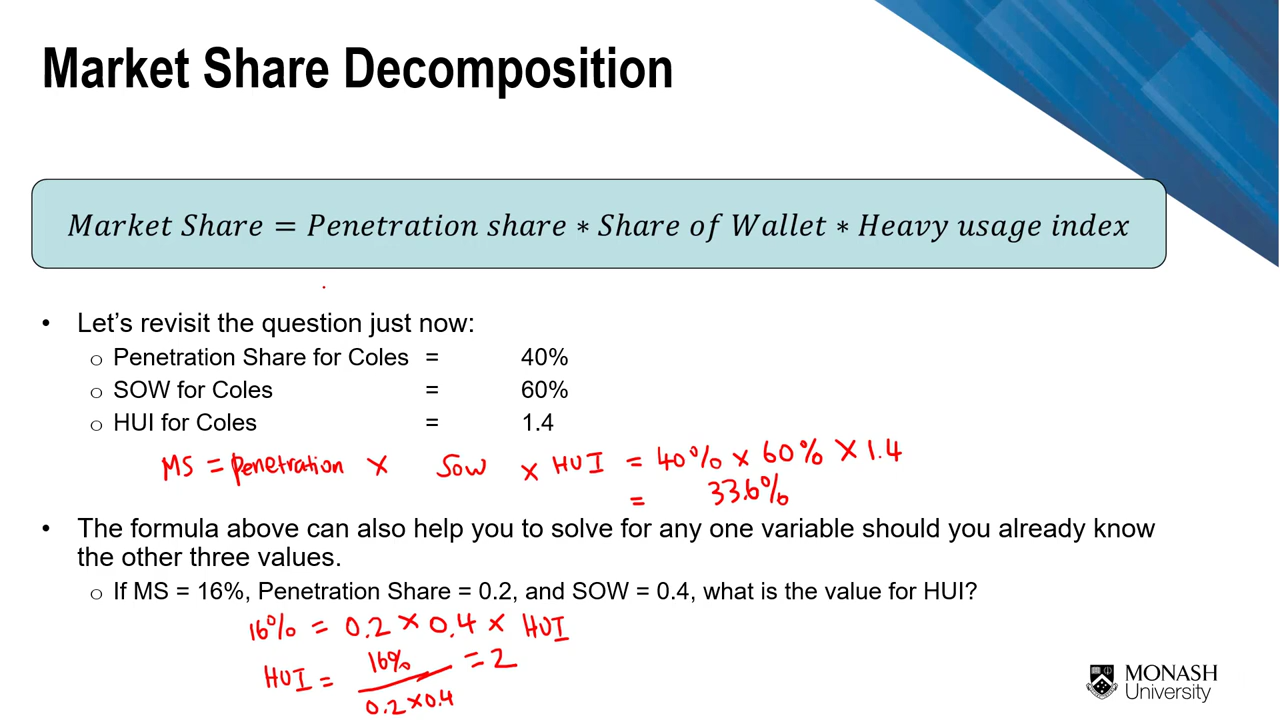 Market Share Decomposition
Market Share = Penetration share ∗ Share of Wallet ∗ Heavy usage index
• Let’s revisit the question just now:
o Penetration Share for Coles = 40%
o SOW for Coles = 60%
o HUI for Coles = 1.4
MS = Penetration × SOW × HUI = 40% × 60% × 1.4
= 33.6%
• The formula above can also help you to solve for any one variable should you already know
the other three values.
o If MS = 16%, Penetration Share = 0.2, and SOW = 0.4, what is the value for HUI?
16% = 0.2 × 0.4 × HUI
HUI = 16% / 0.2 × 0.4 = 2
MONASH
University